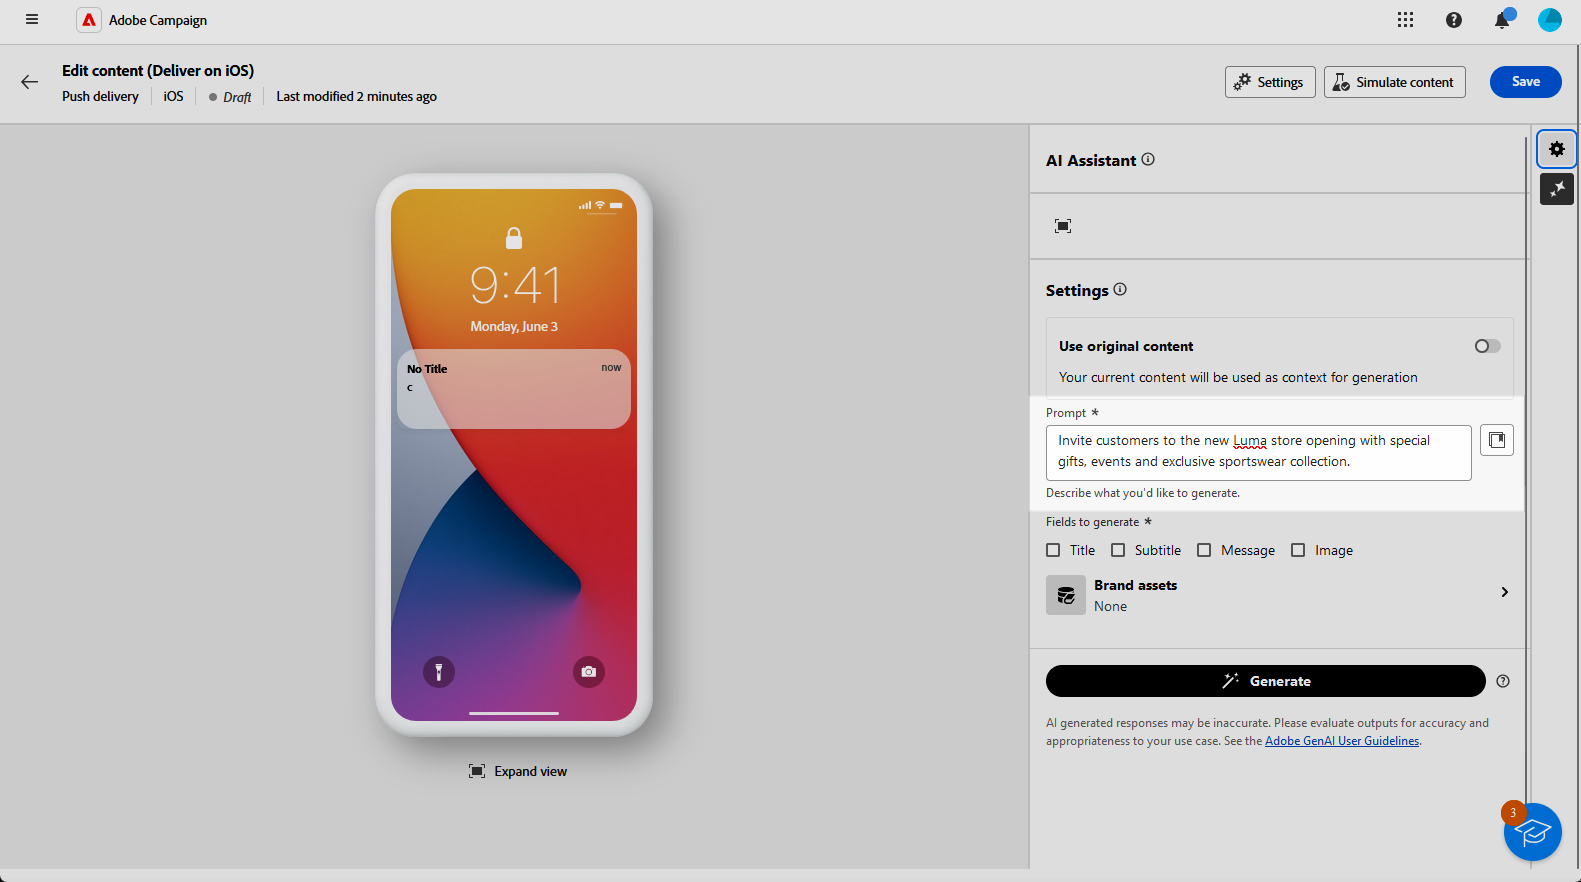 Adobe Campaign
Edit content (Deliver on iOS)
Push delivery iOS Draft Last modified 2 minutes ago
Settings
Simulate content
Save
9:41
Monday, June 3
No Title now
c
Expand view
AI Assistant
Settings
Use original content
Your current content will be used as context for generation
Prompt *
Invite customers to the new Luma store opening with special
gifts, events and exclusive sportswear collection.
Describe what you'd like to generate.
Fields to generate *
Title Subtitle Message Image
Brand assets
None
Generate
AI generated responses may be inaccurate. Please evaluate outputs for accuracy and
appropriateness to your use case. See the Adobe GenAI User Guidelines.
3